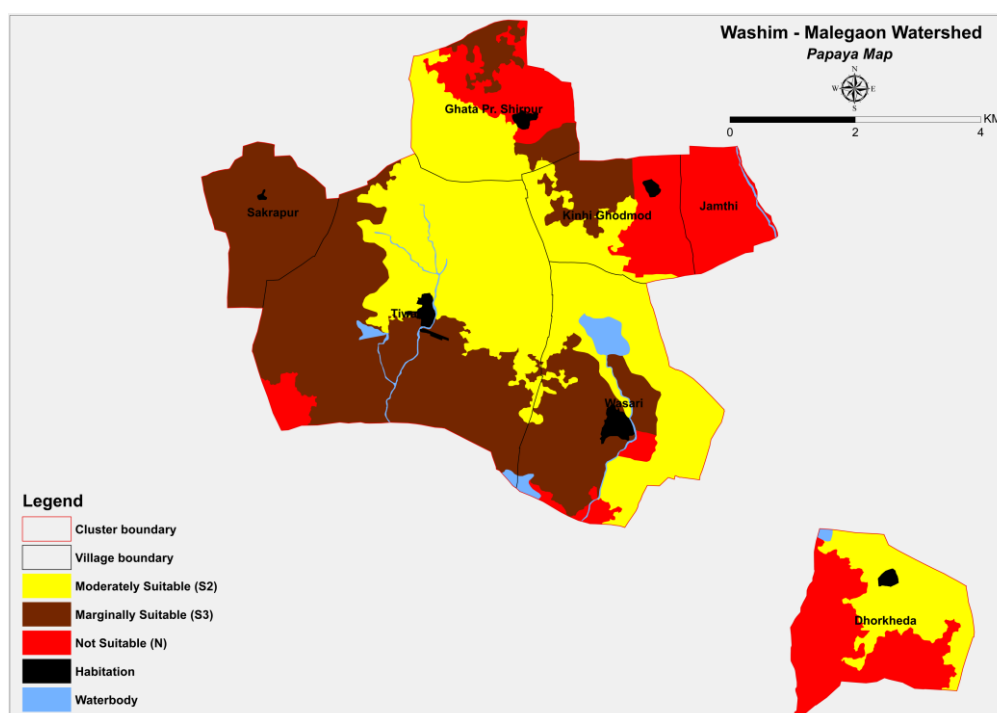 Washim - Malegaon Watershed
Papaya Map
N
W E
S
KM
0 2 4
Ghata Pr. Shirpur
Sakrapur
Kinhi Ghodmod
Jamthi
Wasari
Dhorkheda
Legend
Cluster boundary
Village boundary
Moderately Suitable (S2)
Marginally Suitable (S3)
Not Suitable (N)
Habitation
Waterbody